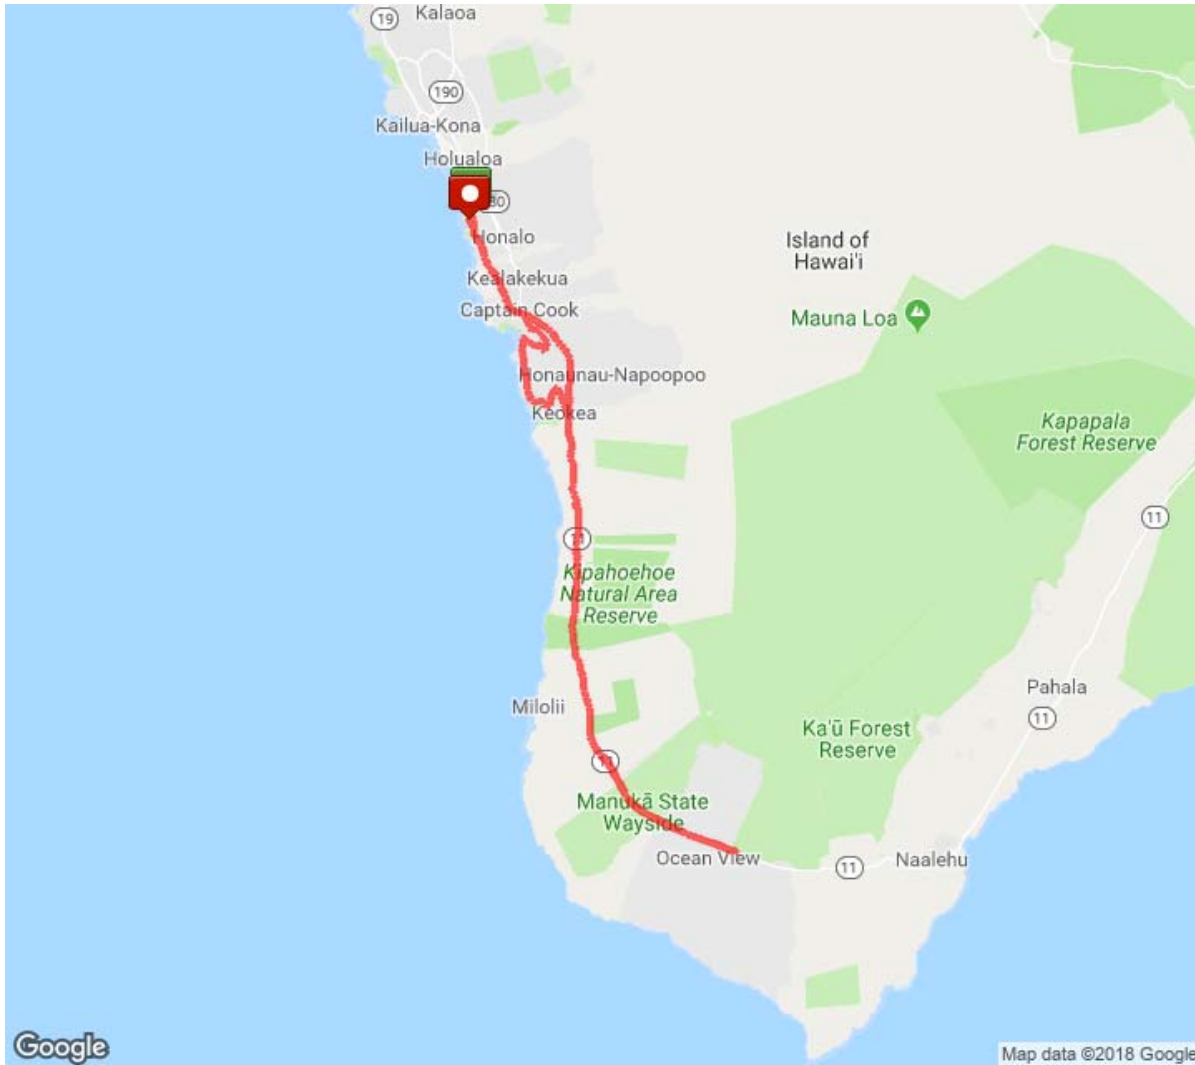 Kalaoa
19
190
Kailua-Kona
Holualoa
Honalo
Kealakekua
Captain Cook
Honaunau-Napoopoo
Keokea
Island of
Hawai'i
Mauna Loa
Kapapala
Forest Reserve
11
11
Kipahoehoe
Natural Area
Reserve
Milolii
Pahala
11
Ka'ū Forest
Reserve
11
Manukā State
Wayside
Ocean View
11
Naalehu
Google
Map data ©2018 Google